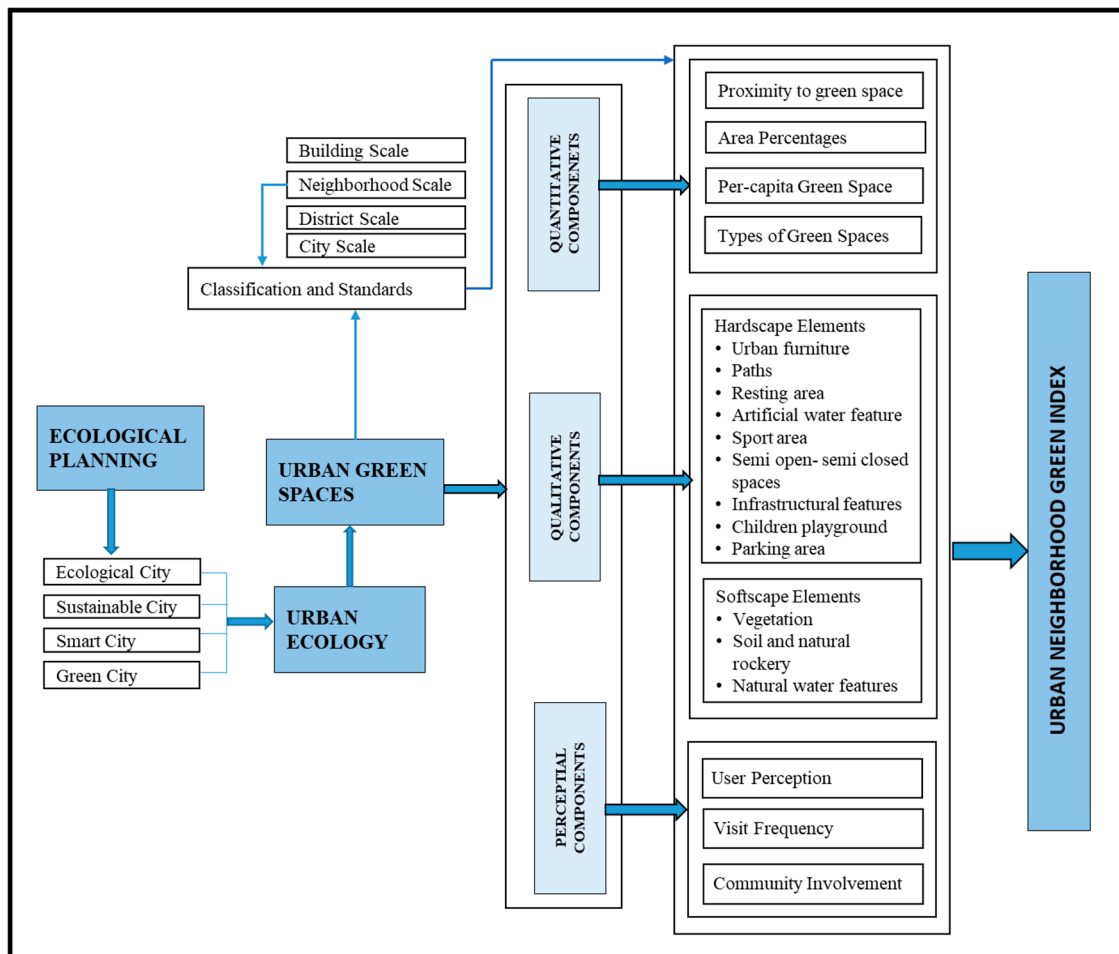 ECOLOGICAL
PLANNING
Ecological City
Sustainable City
Smart City
Green City
URBAN
ECOLOGY
URBAN GREEN
SPACES
Building Scale
Neighborhood Scale
District Scale
City Scale
Classification and Standards
QUANTITATIVE
COMPONENETS
QUALITATIVE
COMPONENTS
PERCEPTIAL
COMPONENTS
Proximity to green space
Area Percentages
Per-capita Green Space
Types of Green Spaces
Hardscape Elements
• Urban furniture
• Paths
• Resting area
• Artificial water feature
• Sport area
• Semi open- semi closed
spaces
• Infrastructural features
• Children playground
• Parking area
Softscape Elements
• Vegetation
• Soil and natural
rockery
• Natural water features
User Perception
Visit Frequency
Community Involvement
URBAN NEIGHBORHOOD GREEN INDEX